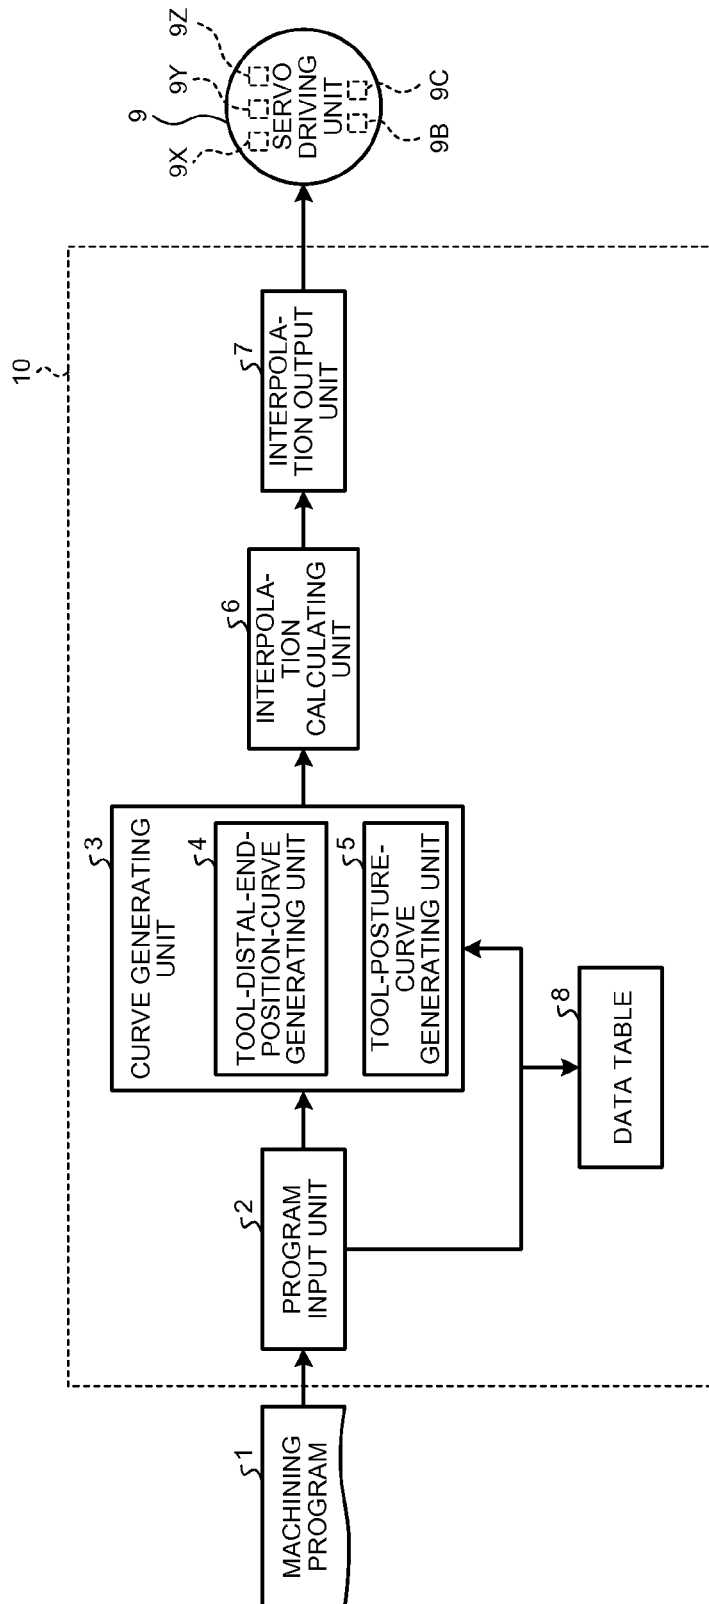 10
1
MACHINING
PROGRAM
2
PROGRAM
INPUT UNIT
3
CURVE GENERATING
UNIT
4
TOOL-DISTAL-END-
POSITION-CURVE
GENERATING UNIT
5
TOOL-POSTURE-
CURVE
GENERATING UNIT
8
DATA TABLE
6
INTERPOLA-
TION
CALCULATING
UNIT
7
INTERPOLA-
TION OUTPUT
UNIT
9
9X
9Y
9Z
SERVO
DRIVING
UNIT
9B
9C